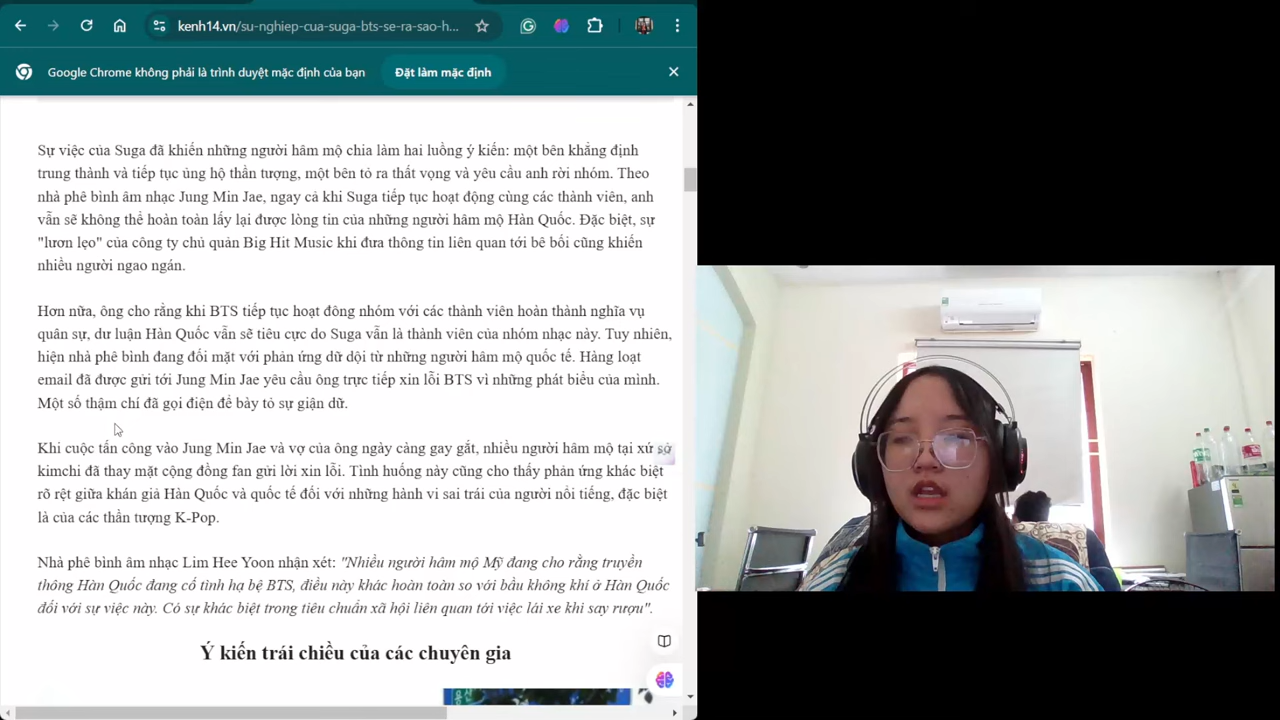 kenh14.vn/su-nghiep-cua-suga-bts-se-ra-sao-h...
Google Chrome không phải là trình duyệt mặc định của bạn
Đặt làm mặc định
Sự việc của Suga đã khiến những người hâm mộ chia làm hai luồng ý kiến: một bên khẳng định
trung thành và tiếp tục ủng hộ thần tượng, một bên tỏ ra thất vọng và yêu cầu anh rời nhóm. Theo
nhà phê bình âm nhạc Jung Min Jae, ngay cả khi Suga tiếp tục hoạt động cùng các thành viên, anh
vẫn sẽ không thể hoàn toàn lấy lại được lòng tin của những người hâm mộ Hàn Quốc. Đặc biệt, sự
"lươn lẹo" của công ty chủ quản Big Hit Music khi đưa thông tin liên quan tới bê bối cũng khiến
nhiều người ngao ngán.
Hơn nữa, ông cho rằng khi BTS tiếp tục hoạt đông nhóm với các thành viên hoàn thành nghĩa vụ
quân sự, dư luận Hàn Quốc vẫn sẽ tiêu cực do Suga vẫn là thành viên của nhóm nhạc này. Tuy nhiên,
hiện nhà phê bình đang đối mặt với phản ứng dữ dội từ những người hâm mộ quốc tế. Hàng loạt
email đã được gửi tới Jung Min Jae yêu cầu ông trực tiếp xin lỗi BTS vì những phát biểu của mình.
Một số thậm chí đã gọi điện để bày tỏ sự giận dữ.
Khi cuộc tấn công vào Jung Min Jae và vợ của ông ngày càng gay gắt, nhiều người hâm mộ tại xứ sở
kimchi đã thay mặt cộng đồng fan gửi lời xin lỗi. Tình huống này cũng cho thấy phản ứng khác biệt
rõ rệt giữa khán giả Hàn Quốc và quốc tế đối với những hành vi sai trái của người nổi tiếng, đặc biệt
là của các thần tượng K-Pop.
Nhà phê bình âm nhạc Lim Hee Yoon nhận xét: "Nhiều người hâm mộ Mỹ đang cho rằng truyền
thông Hàn Quốc đang cố tình hạ bệ BTS, điều này khác hoàn toàn so với bầu không khí ở Hàn Quốc
đối với sự việc này. Có sự khác biệt trong tiêu chuẩn xã hội liên quan tới việc lái xe khi say rượu".
Ý kiến trái chiều của các chuyên gia